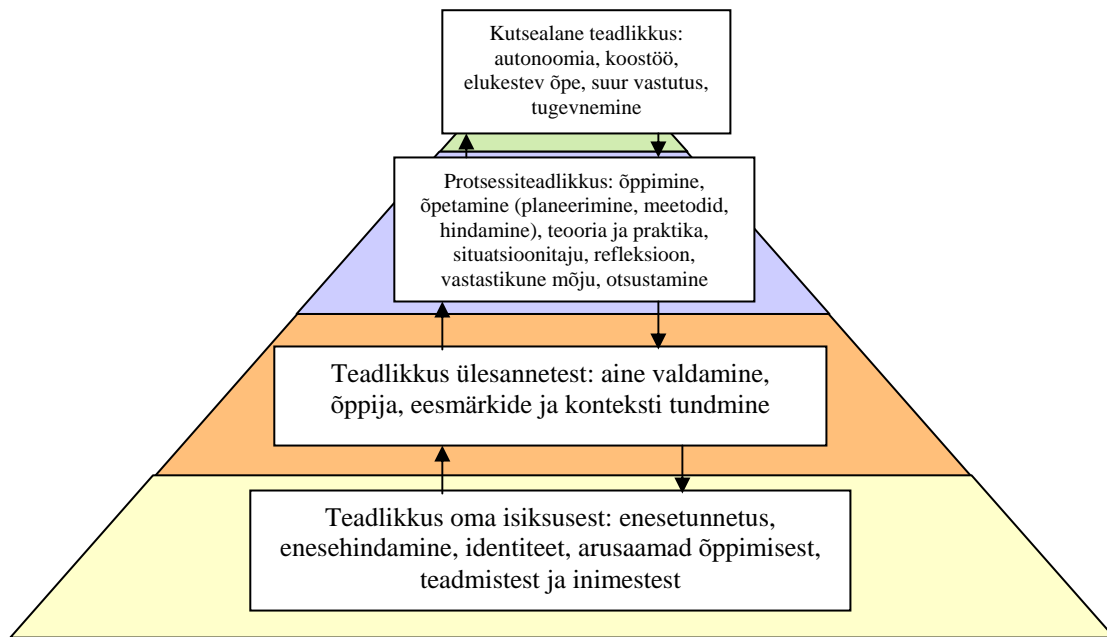 Kutsealane teadlikkus:
autonoomia, koostöö,
elukestev õpe, suur vastutus,
tugevnemine
Protsessiteadlikkus: õppimine,
õpetamine (planeerimine, meetodid,
hindamine), teooria ja praktika,
situatsioonitaju, refleksioon,
vastastikune mõju, otsustamine
Teadlikkus ülesannetest: aine valdamine,
õppija, eesmärkide ja konteksti tundmine
Teadlikkus oma isiksusest: enesetunnetus,
enesehindamine, identiteet, arusaamad õppimisest,
teadmistest ja inimestest